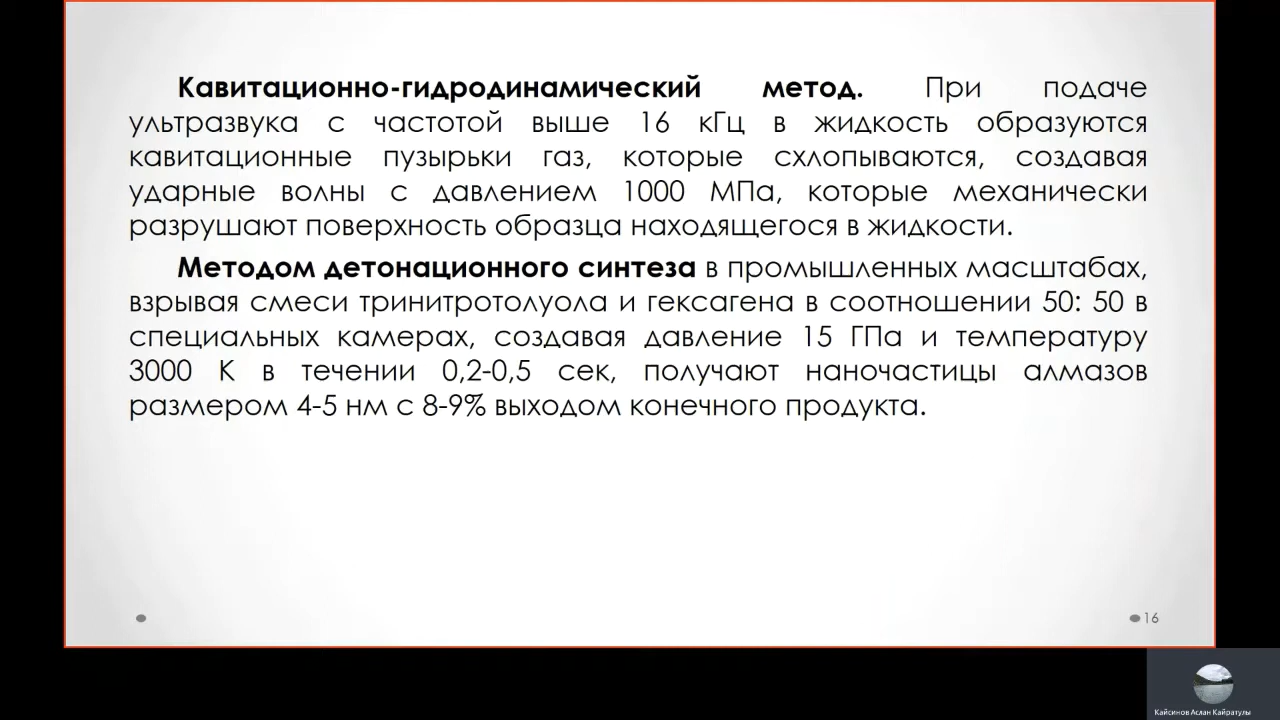 Кавитационно-гидродинамический метод. При подаче
ультразвука с частотой выше 16 кГц в жидкость образуются
кавитационные пузырьки газ, которые схлопываются, создавая
ударные волны с давлением 1000 МПа, которые механически
разрушают поверхность образца находящегося в жидкости.
Методом детонационного синтеза в промышленных масштабах,
взрывая смеси тринитротолуола и гексагена в соотношении 50: 50 в
специальных камерах, создавая давление 15 ГПа и температуру
3000 К в течении 0,2-0,5 сек, получают наночастицы алмазов
размером 4-5 нм с 8-9% выходом конечного продукта.
16
Кайсинов Аслан Кайратулы